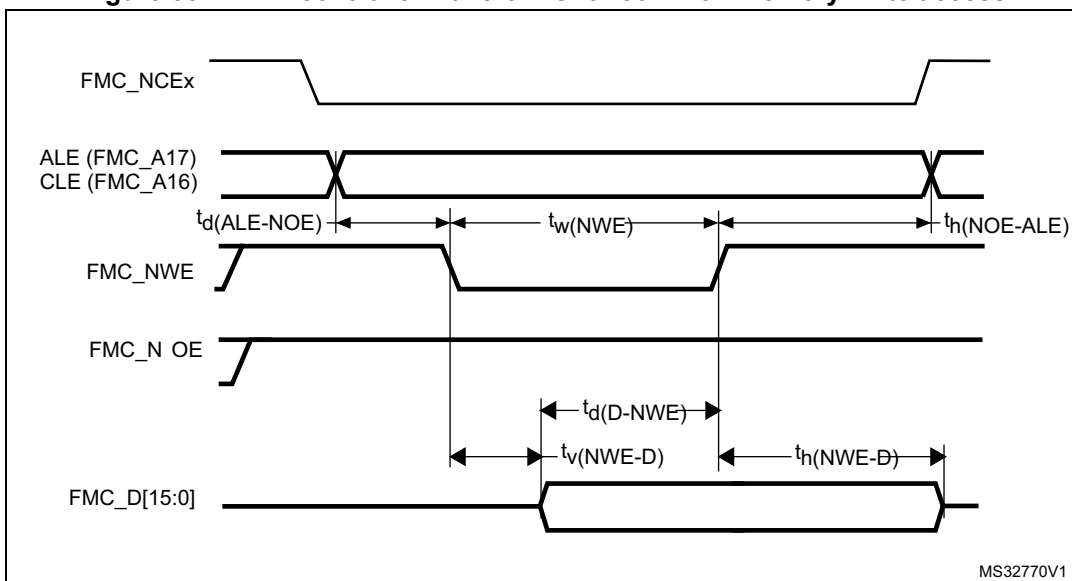 FMC_NCEx
ALE (FMC_A17)
CLE (FMC_A16)
td(ALE-NOE)
tw(NWE)
th(NOE-ALE)
FMC_NWE
FMC_N OE
td(D-NWE)
tv(NWE-D)
th(NWE-D)
FMC_D[15:0]
MS32770V1